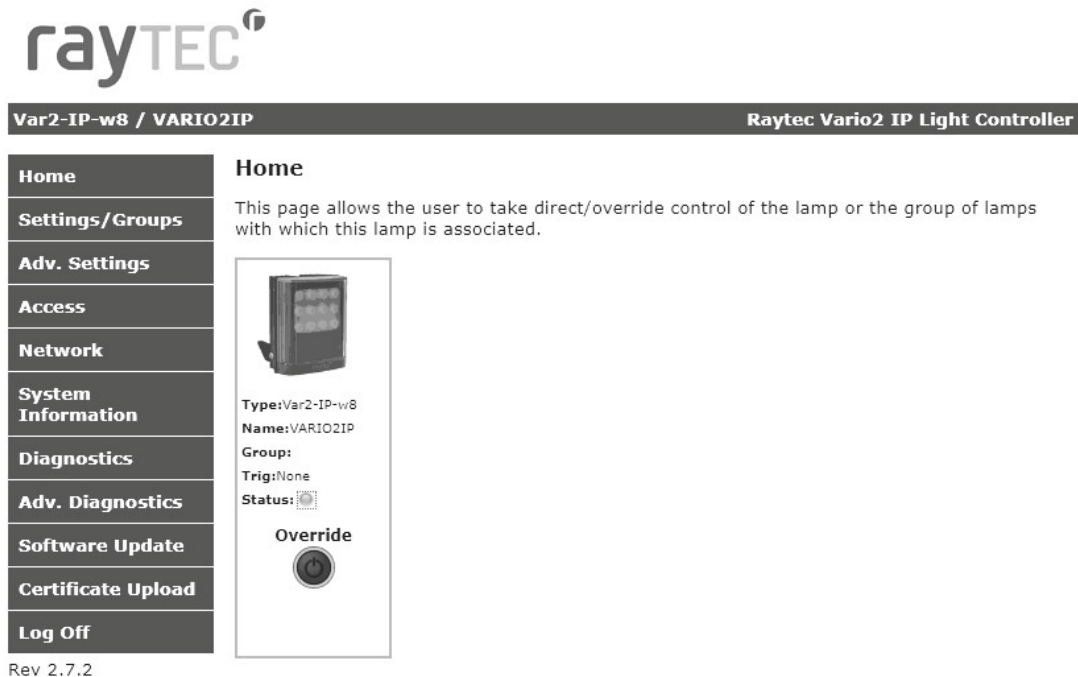 rayTEC
Var2-IP-w8 / VARIO2IP
Raytec Vario2 IP Light Controller
Home
Settings/Groups
Adv. Settings
Access
Network
System
Information
Diagnostics
Adv. Diagnostics
Software Update
Certificate Upload
Log Off
Rev 2.7.2
Home
This page allows the user to take direct/override control of the lamp or the group of lamps
with which this lamp is associated.
Type:Var2-IP-w8
Name:VARIO2IP
Group:
Trig:None
Status:
Override